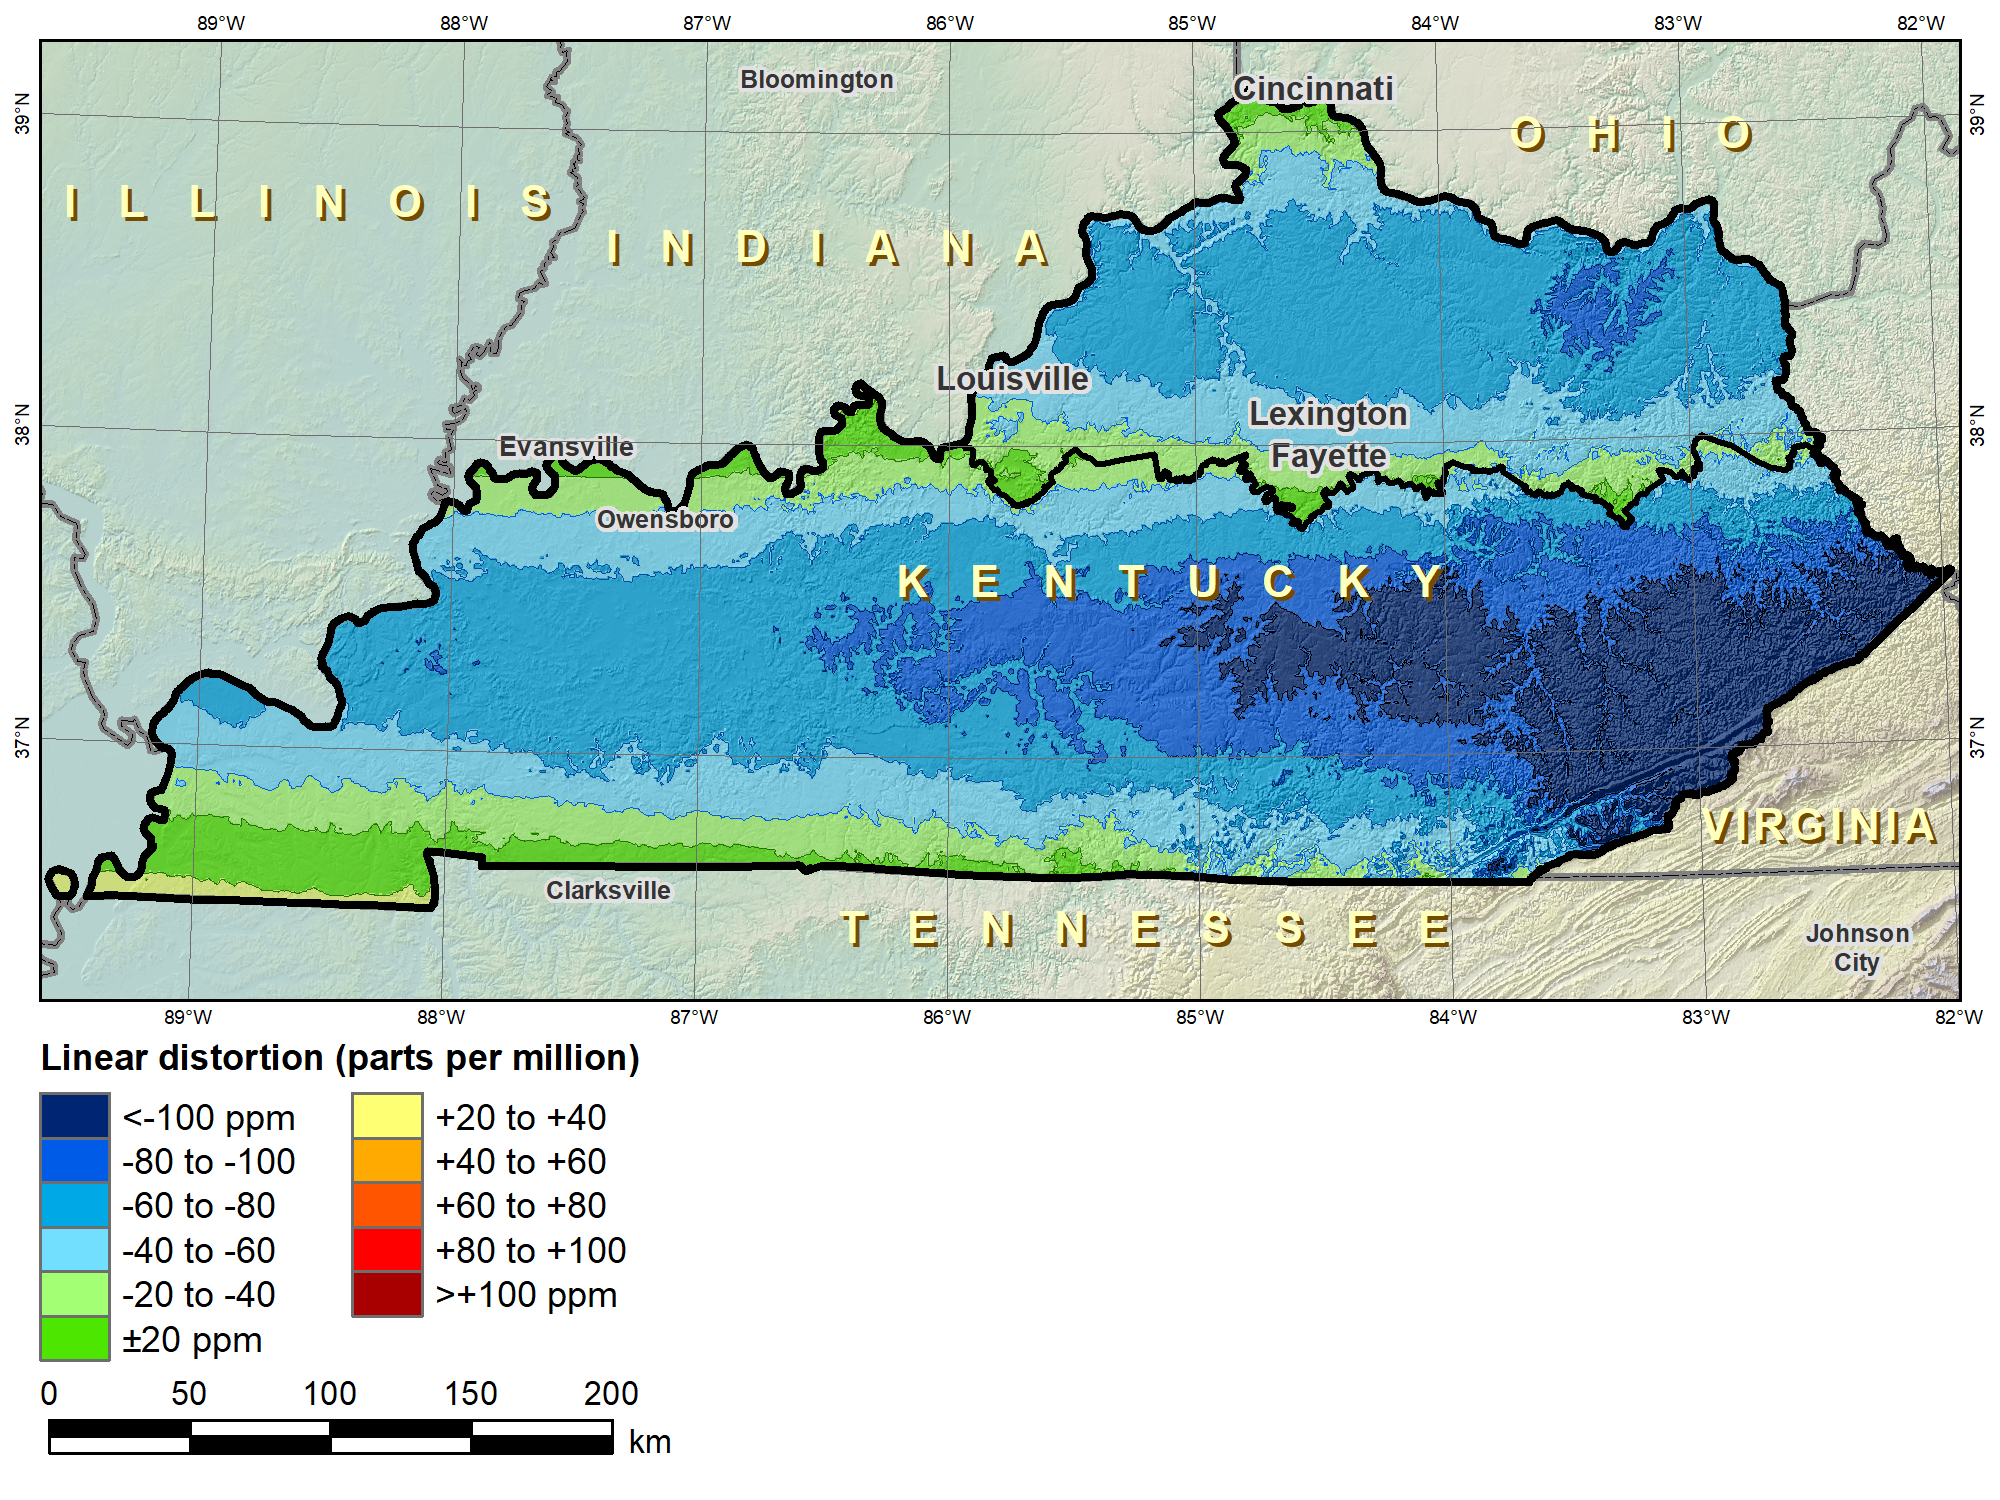 89°W 88°W 87°W 86°W 85°W 84°W 83°W 82°W
Bloomington
Cincinnati
39°N
39°N
O H I O
I L L I N O I S
I N D I A N A
Louisville
Lexington
Fayette
38°N
38°N
Evansville
Owensboro
K E N T U C K Y
37°N
37°N
VIRGINIA
Clarksville
T E N N E S S E E
Johnson
City
89°W 88°W 87°W 86°W 85°W 84°W 83°W 82°W
Linear distortion (parts per million)
<-100 ppm
-80 to -100
-60 to -80
-40 to -60
-20 to -40
±20 ppm
+20 to +40
+40 to +60
+60 to +80
+80 to +100
>+100 ppm
0 50 100 150 200
km